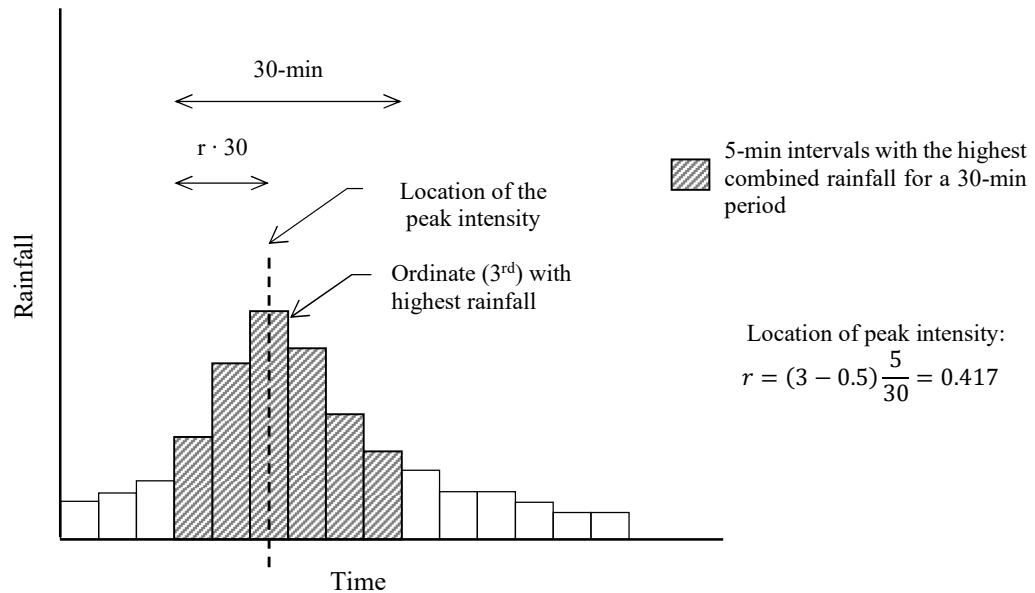 30-min
r · 30
Location of the
peak intensity
Ordinate (3rd) with
highest rainfall
5-min intervals with the highest
combined rainfall for a 30-min
period
Rainfall
Location of peak intensity:
r = (3 − 0.5) 5/30 = 0.417
Time